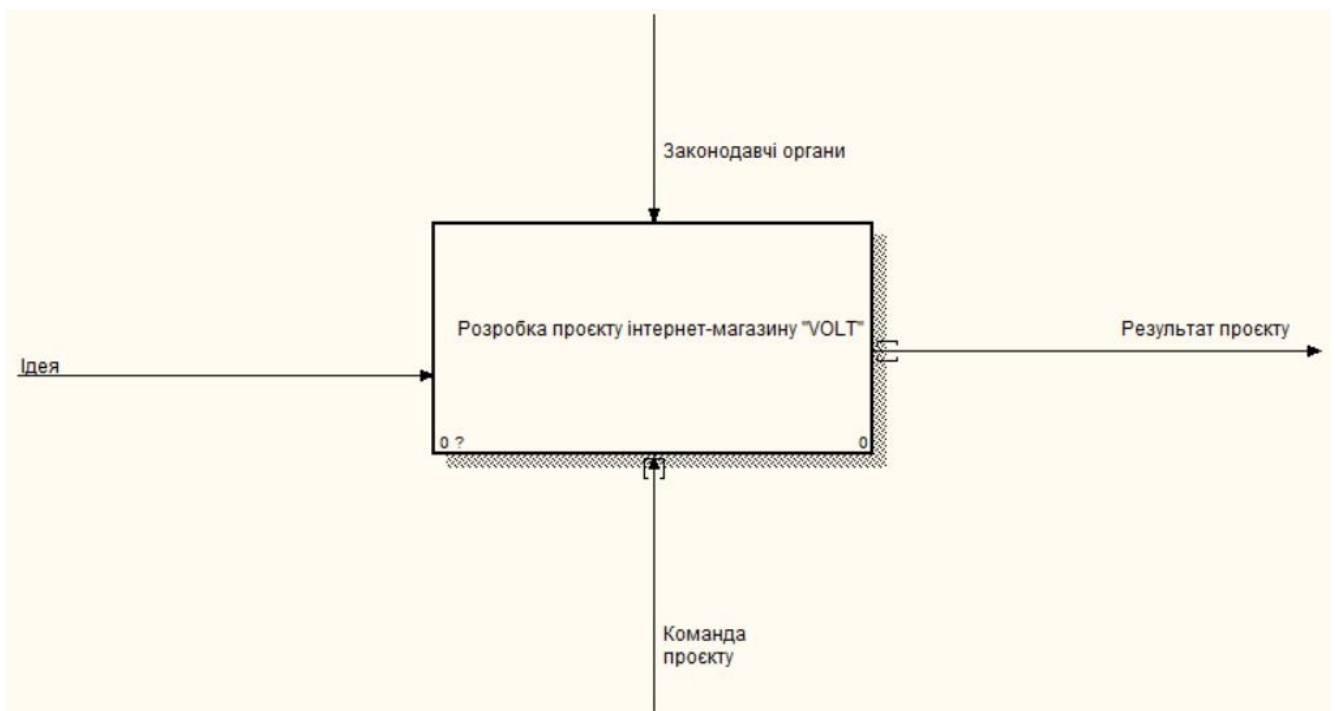 Законодавчі органи
Розробка проєкту інтернет-магазину "VOLT"
Результат проєкту
Ідея
0 ?
0
Команда
проєкту